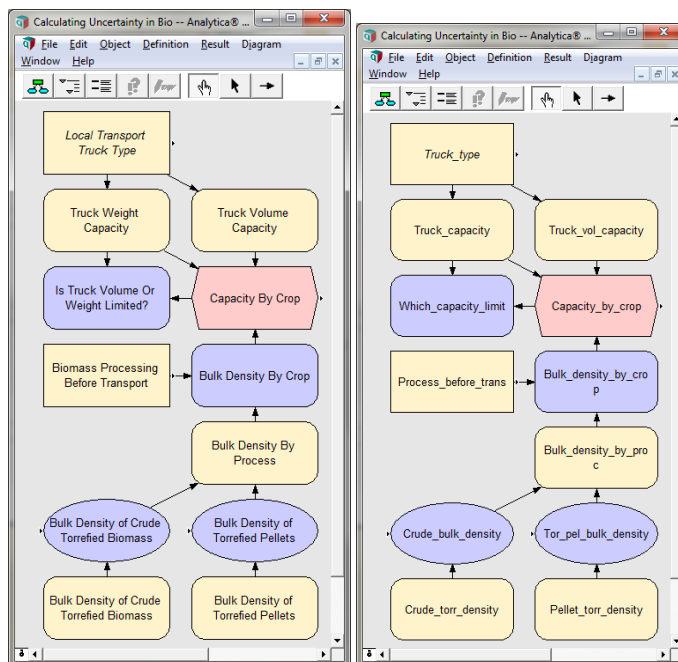 Calculating Uncertainty in Bio -- Analytica® ...
File Edit Object Definition Result Diagram
Window Help
Local Transport
Truck Type
Truck Weight
Capacity
Truck Volume
Capacity
Is Truck Volume Or
Weight Limited?
Capacity By Crop
Biomass Processing
Before Transport
Bulk Density By Crop
Bulk Density By
Process
Bulk Density of Crude
Torrefied Biomass
Bulk Density of
Torrefied Pellets
Bulk Density of Crude
Torrefied Biomass
Bulk Density of
Torrefied Pellets
Calculating Uncertainty in Bio -- Analytica® ...
File Edit Object Definition Result Diagram
Window Help
Truck_type
Truck_capacity
Truck_vol_capacity
Which_capacity_limit
Capacity_by_crop
Process_before_trans
Bulk_density_by_cro
p
Bulk_density_by_pro
c
Crude_bulk_density
Tor_pel_bulk_density
Crude_torr_density
Pellet_torr_density